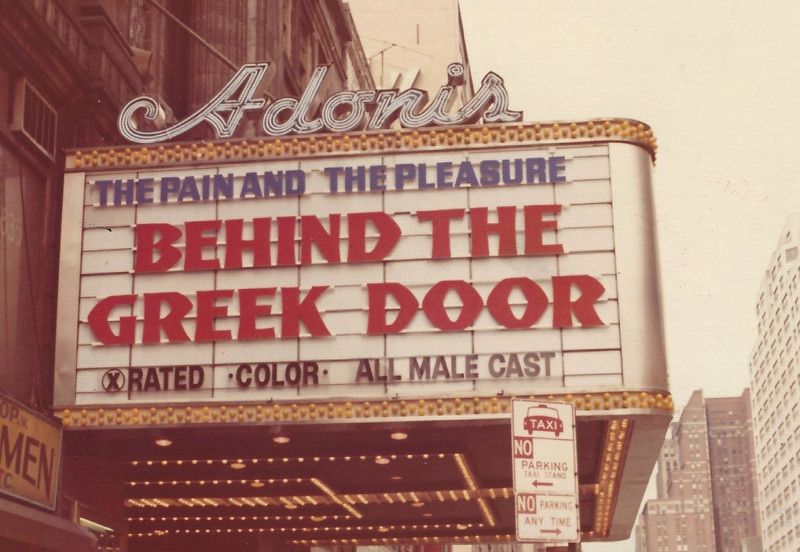 Adonis
THE PAIN AND THE PLEASURE
BEHIND THE
GREEK DOOR
X RATED ·COLOR· ALL MALE CAST
TAXI
NO
PARKING
TAXI STAND
NO PARKING
ANY TIME
MEN